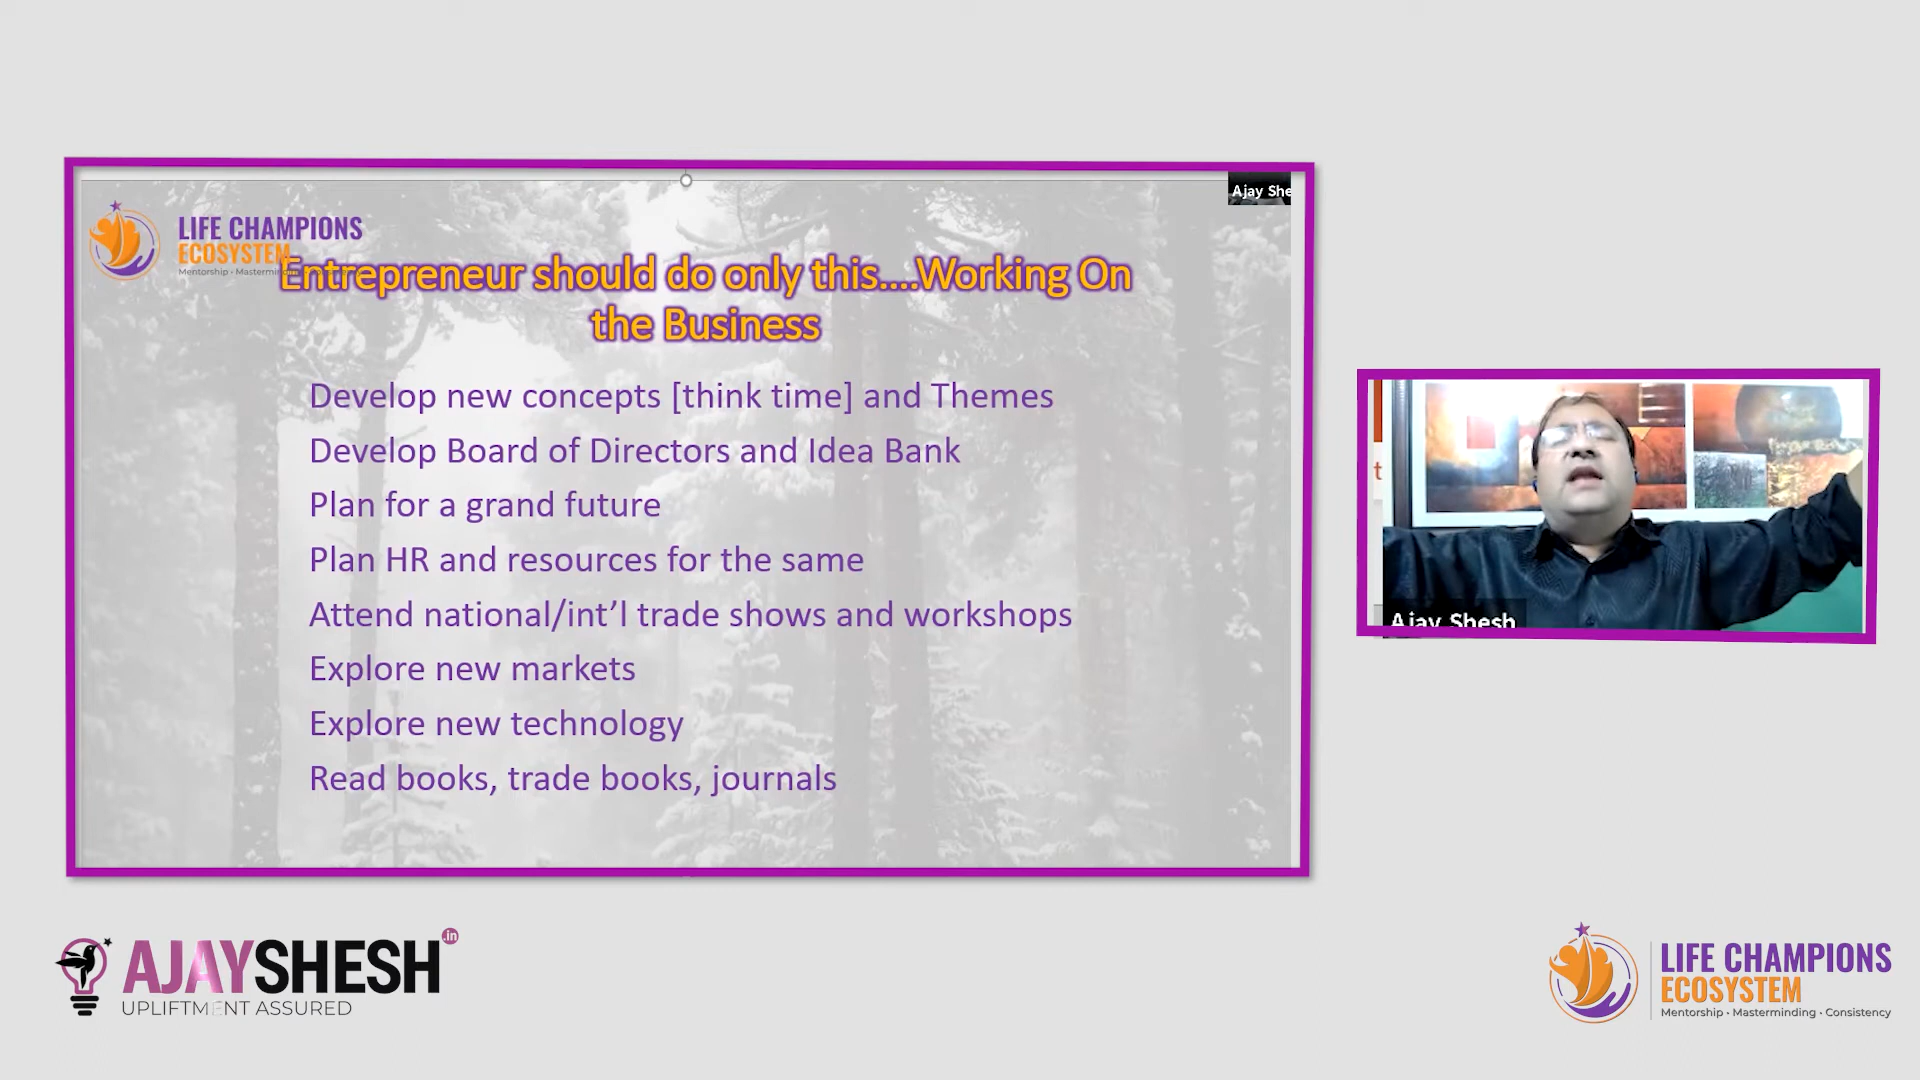 Ajay She
LIFE CHAMPIONS
ECOSYSTEM
Entrepreneur should do only this....Working On
the Business
Develop new concepts [think time] and Themes
Develop Board of Directors and Idea Bank
Plan for a grand future
Plan HR and resources for the same
Attend national/int’l trade shows and workshops
Explore new markets
Explore new technology
Read books, trade books, journals
t
Ajay Shesh
AJAYSHESH.in
UPLIFTMENT ASSURED
LIFE CHAMPIONS
ECOSYSTEM
Mentorship • Masterminding • Consistency